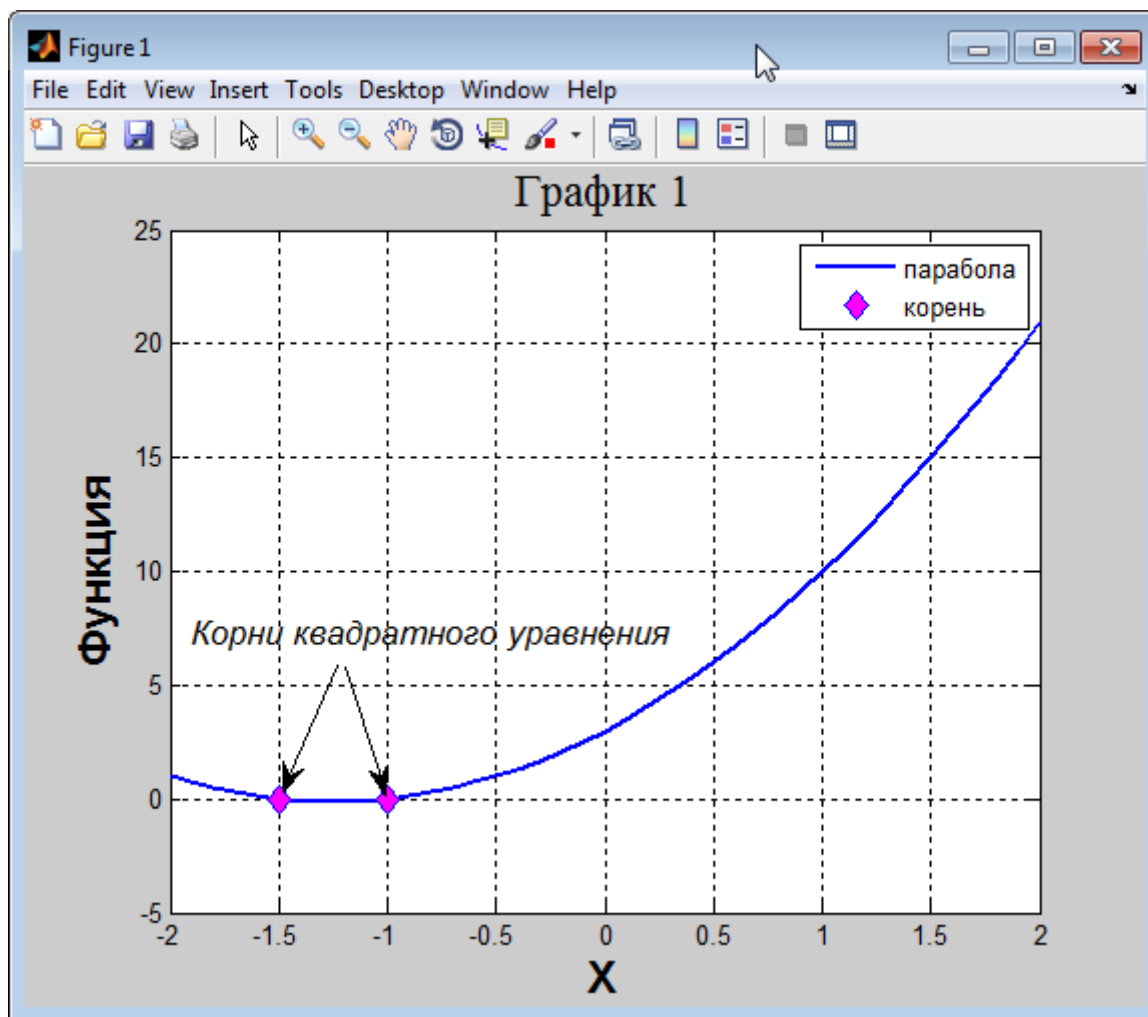 Figure 1
File Edit View Insert Tools Desktop Window Help
График 1
25
20
15
10
5
0
-5
Функция
парабола
корень
Корни квадратного уравнения
-2 -1.5 -1 -0.5 0 0.5 1 1.5 2
X